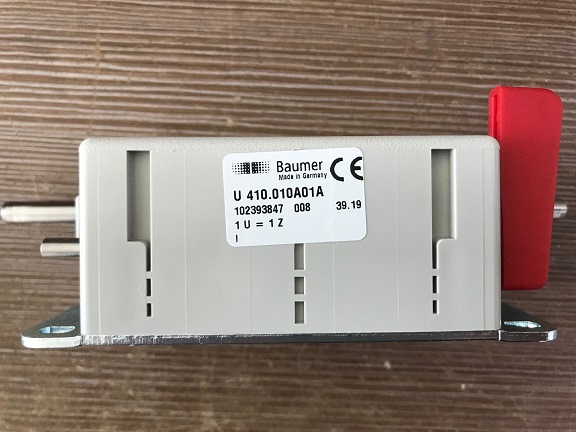 Baumer
Made in Germany
CE
U 410.010A01A
102393847 008 39.19
1 U = 1 Z
I